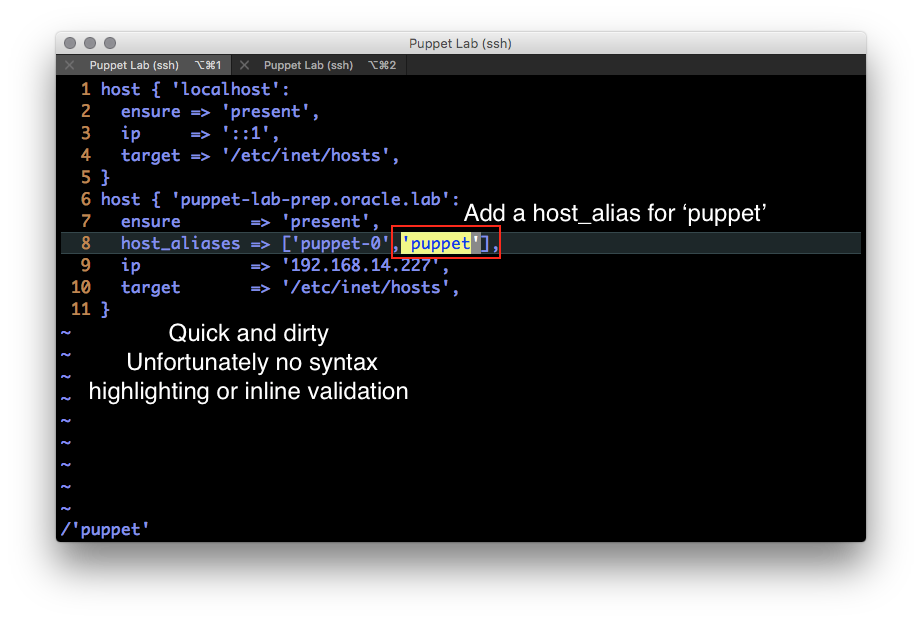 Puppet Lab (ssh)
Puppet Lab (ssh) ⌥⌘1 Puppet Lab (ssh) ⌥⌘2
1 host { 'localhost':
2   ensure => 'present',
3   ip     => '::1',
4   target => '/etc/inet/hosts',
5 }
6 host { 'puppet-lab-prep.oracle.lab':
Add a host_alias for ‘puppet’
7   ensure       => 'present',
8   host_aliases => ['puppet-0','puppet'],
9   ip           => '192.168.14.227',
10   target       => '/etc/inet/hosts',
11 }
~
Quick and dirty
~
Unfortunately no syntax
~
highlighting or inline validation
~
~
~
~
~
~
/'puppet'